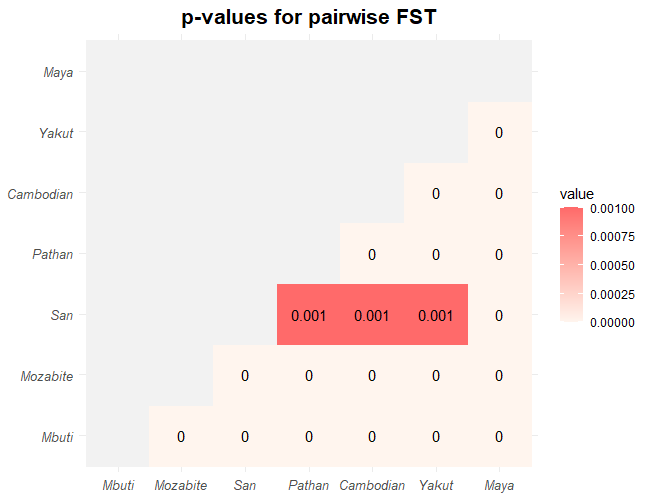 p-values for pairwise FST
Maya
Yakut 0
Cambodian 0 0
Pathan 0 0 0
San 0.001 0.001 0.001 0
Mozabite 0 0 0 0 0
Mbuti 0 0 0 0 0 0
Mbuti Mozabite San Pathan Cambodian Yakut Maya
value
0.00100
0.00075
0.00050
0.00025
0.00000